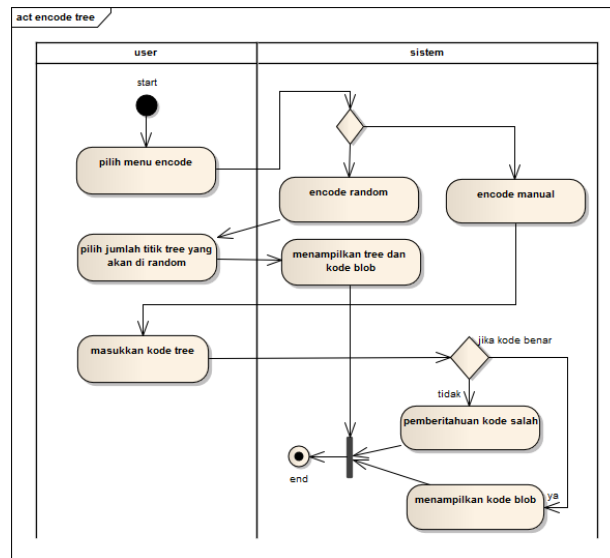 act encode tree
user
sistem
start
pilih menu encode
encode random
encode manual
pilih jumlah titik tree yang
akan di random
menampilkan tree dan
kode blob
masukkan kode tree
jika kode benar
tidak
pemberitahuan kode salah
end
menampilkan kode blob
ya